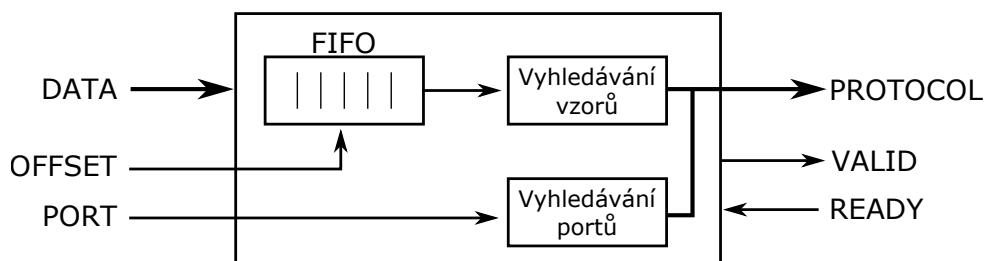 FIFO
DATA
Vyhledávání
vzorů
PROTOCOL
OFFSET
VALID
PORT
Vyhledávání
portů
READY